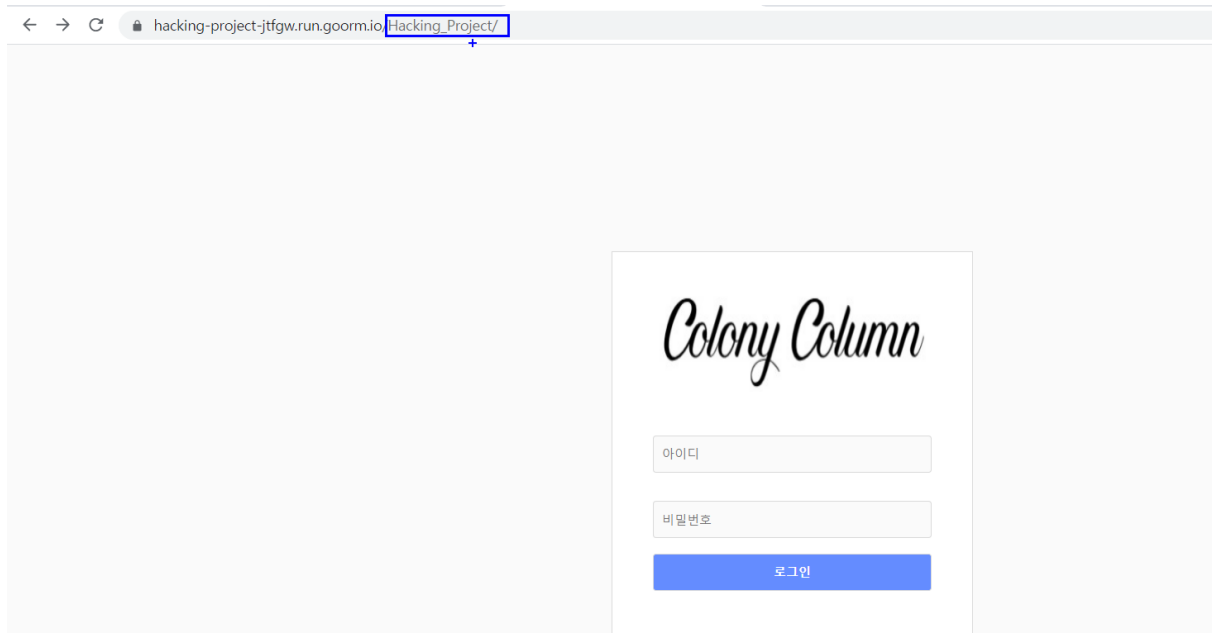 hacking-project-jtfgw.run.goorm.io/Hacking_Project/
Colony Column
아이디
비밀번호
로그인